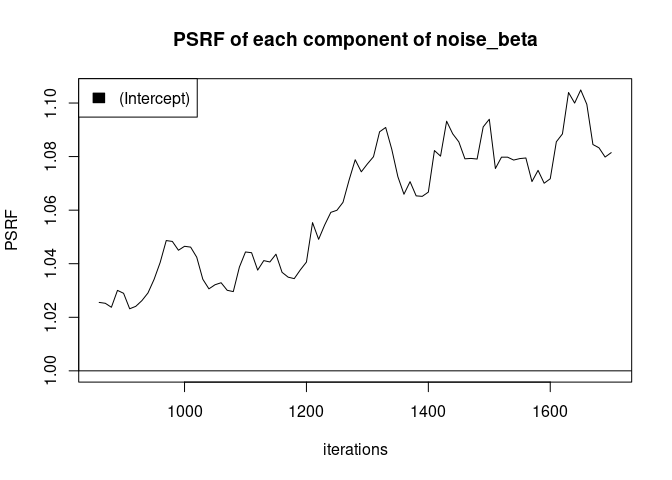 PSRF of each component of noise_beta
(Intercept)
PSRF
1.10
1.08
1.06
1.04
1.02
1.00
1000 1200 1400 1600
iterations